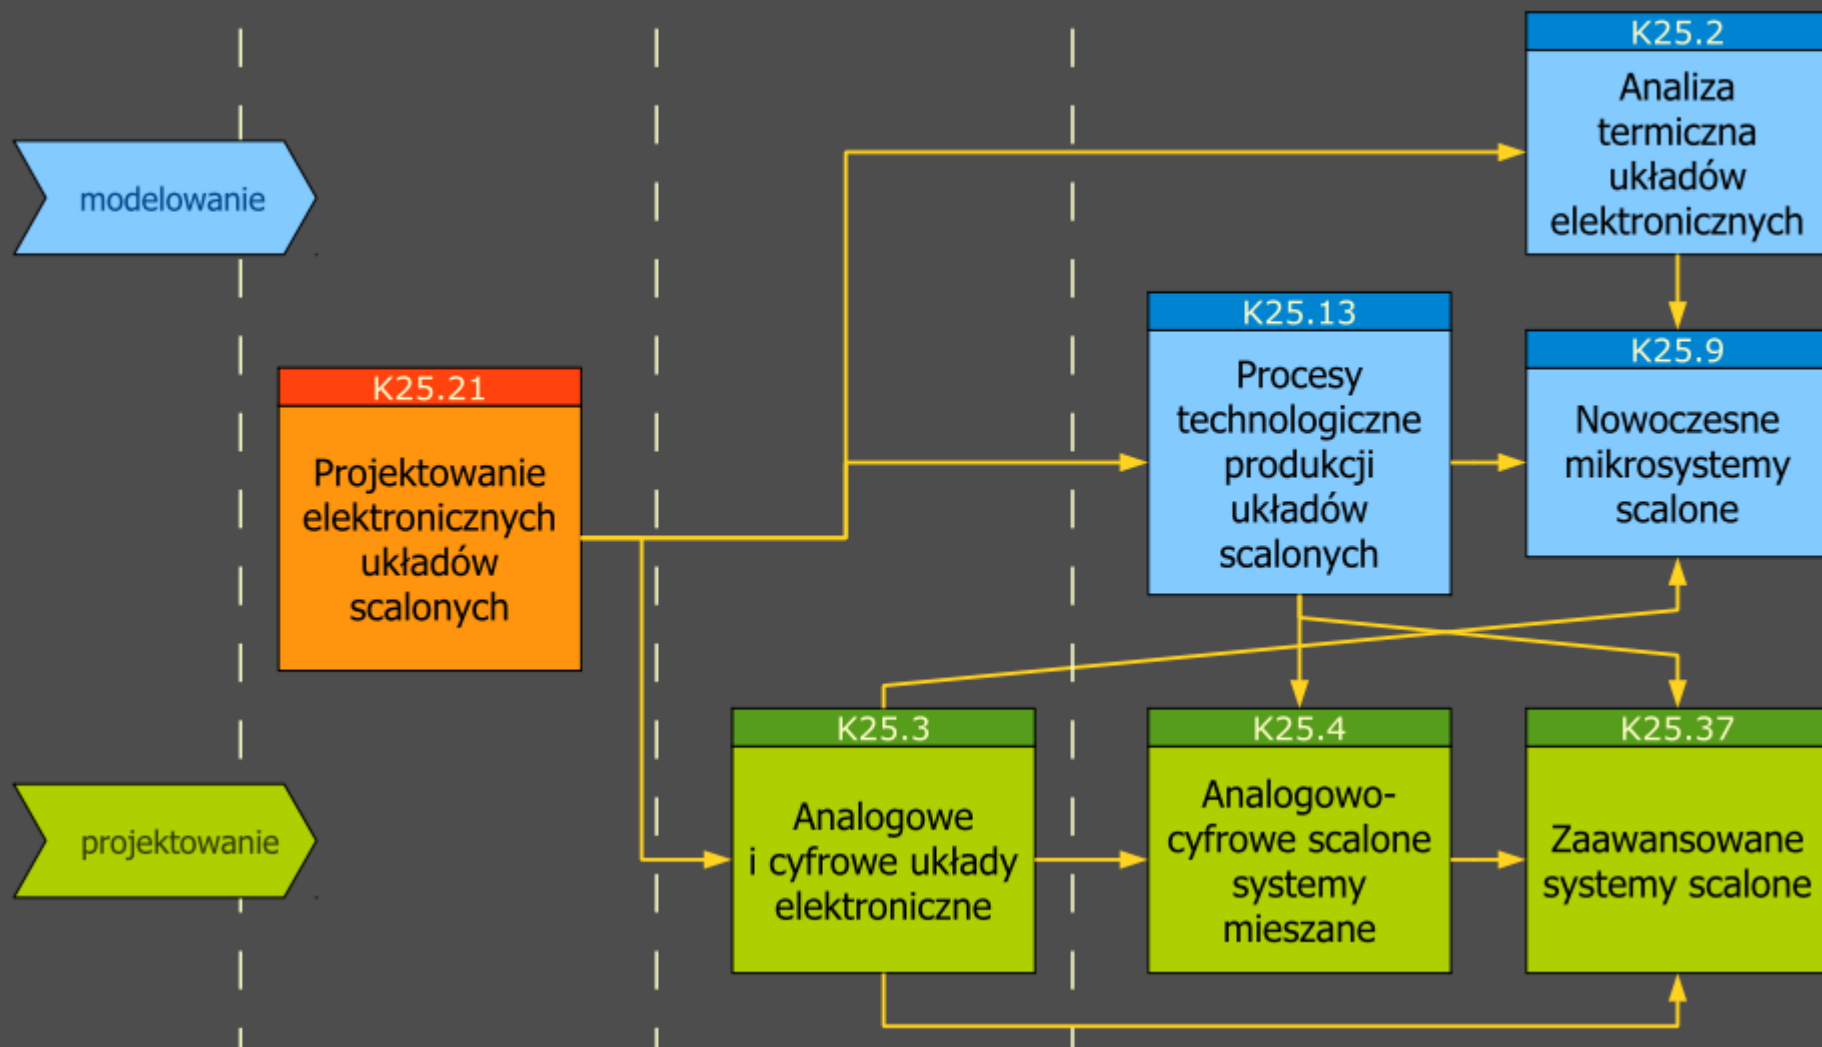 K25.2
Analiza
termiczna
układów
elektronicznych
modelowanie
K25.13
Procesy
technologiczne
produkcji
układów
scalonych
K25.9
Nowoczesne
mikrosystemy
scalone
K25.21
Projektowanie
elektronicznych
układów
scalonych
projektowanie
K25.3
Analogowe
i cyfrowe układy
elektroniczne
K25.4
Analogowo-
cyfrowe scalone
systemy
mieszane
K25.37
Zaawansowane
systemy scalone